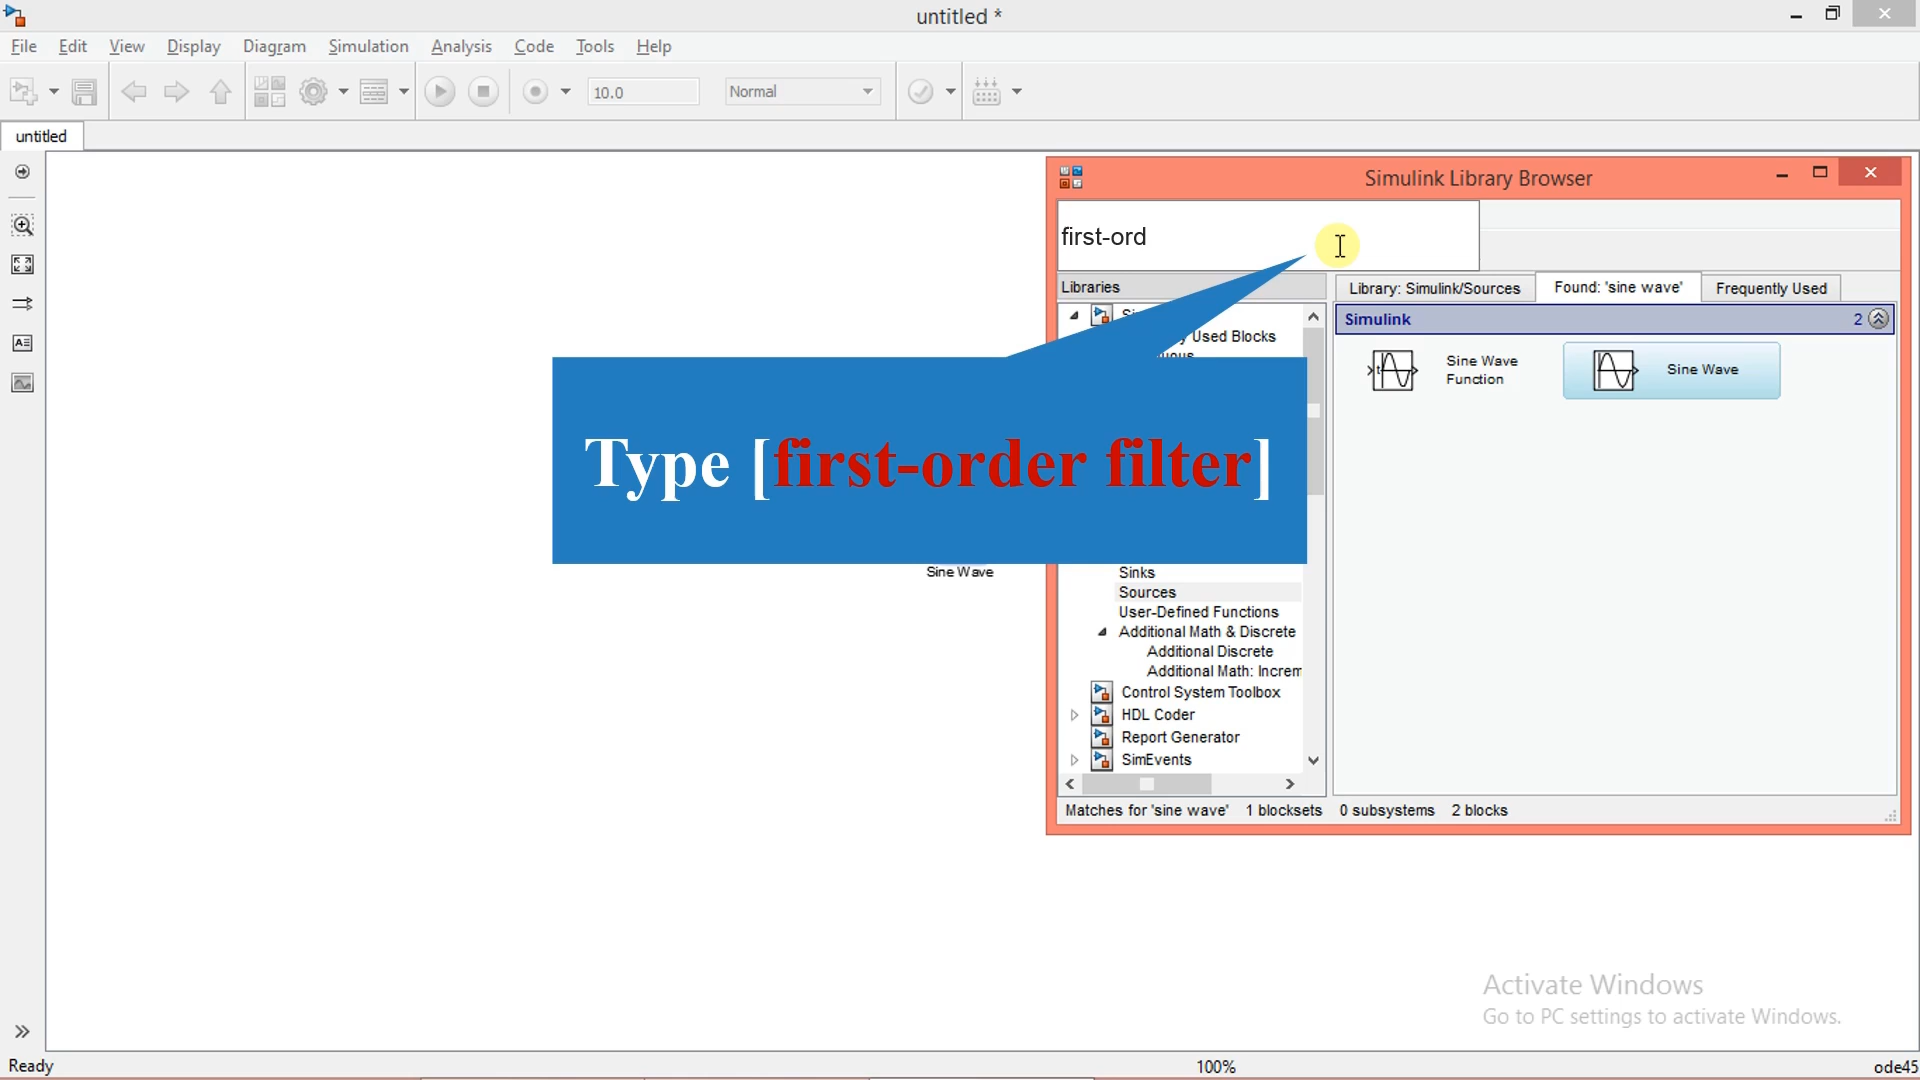 untitled *
File Edit View Display Diagram Simulation Analysis Code Tools Help
10.0 Normal
untitled
Simulink Library Browser
first-ord
Libraries
Library: Simulink/Sources Found: 'sine wave' Frequently Used
Simulink 2
Used Blocks
Sine Wave Function
Sine Wave
Type [first-order filter]
Sine Wave
Sinks
Sources
User-Defined Functions
Additional Math & Discrete
Additional Discrete
Additional Math: Increm
Control System Toolbox
HDL Coder
Report Generator
SimEvents
Matches for 'sine wave' 1 blocksets 0 subsystems 2 blocks
Activate Windows
Go to PC settings to activate Windows.
Ready 100% ode45